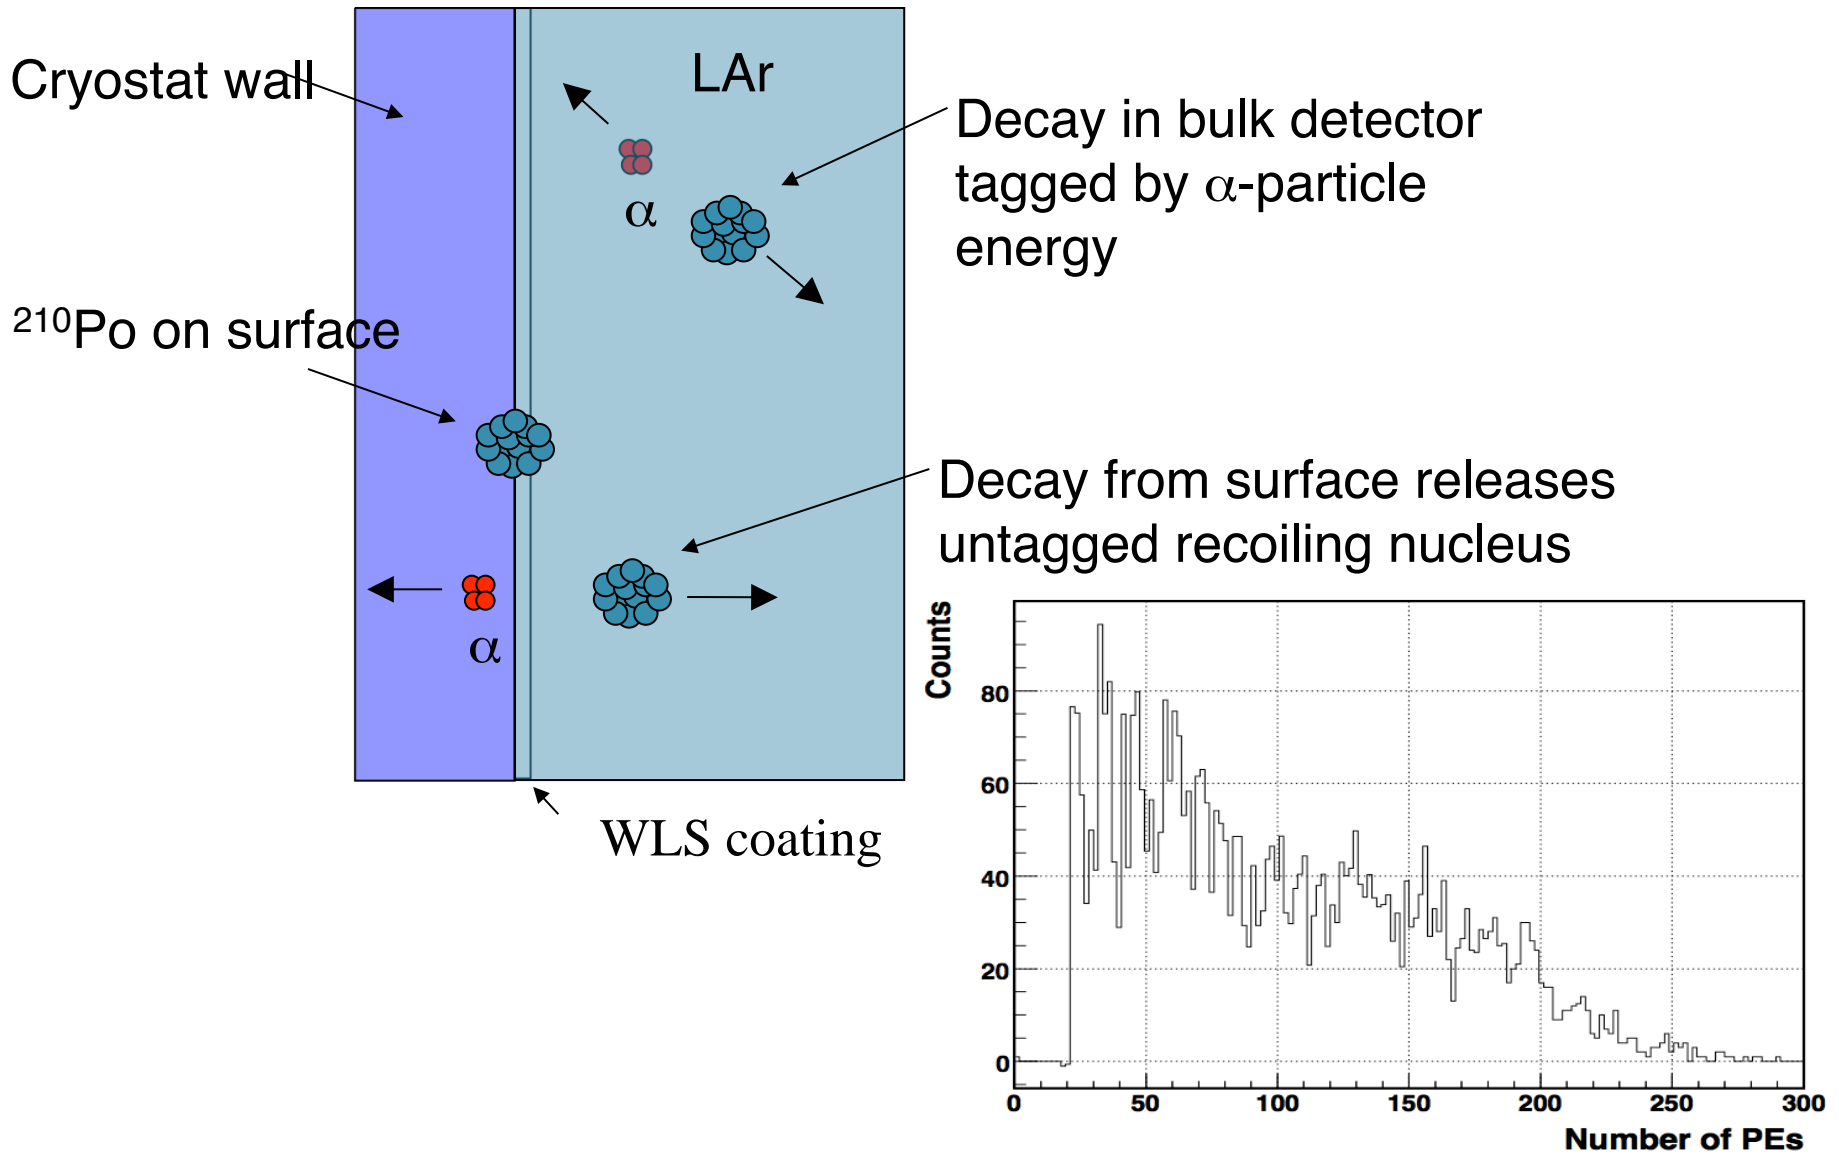 Cryostat wall
LAr
α
Decay in bulk detector
tagged by α-particle
energy
²¹⁰Po on surface
Decay from surface releases
untagged recoiling nucleus
α
WLS coating
Counts
80
60
40
20
0
0 50 100 150 200 250 300
Number of PEs